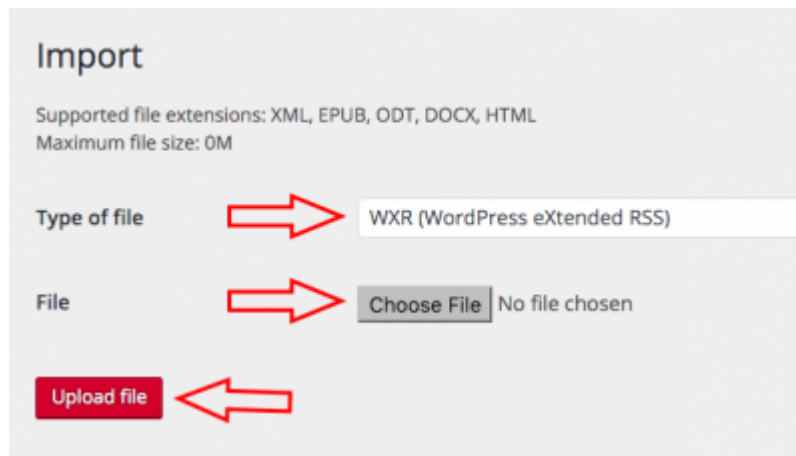 Import
Supported file extensions: XML, EPUB, ODT, DOCX, HTML
Maximum file size: 0M
Type of file
WXR (WordPress eXtended RSS)
File
Choose File No file chosen
Upload file